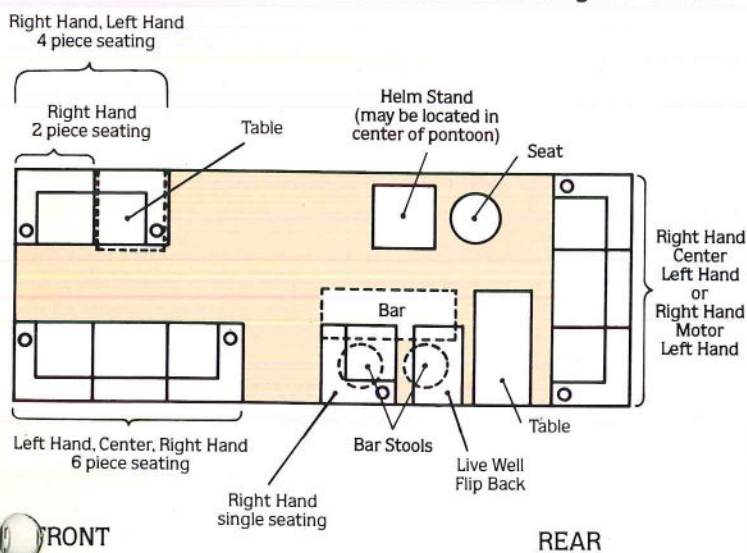 Right Hand, Left Hand
4 piece seating
Right Hand
2 piece seating
Table
Helm Stand
(may be located in
center of pontoon)
Seat
Right Hand
Center
Left Hand
or
Right Hand
Motor
Left Hand
Bar
Left Hand, Center, Right Hand
6 piece seating
Bar Stools
Table
Live Well
Flip Back
Right Hand
single seating
FRONT
REAR